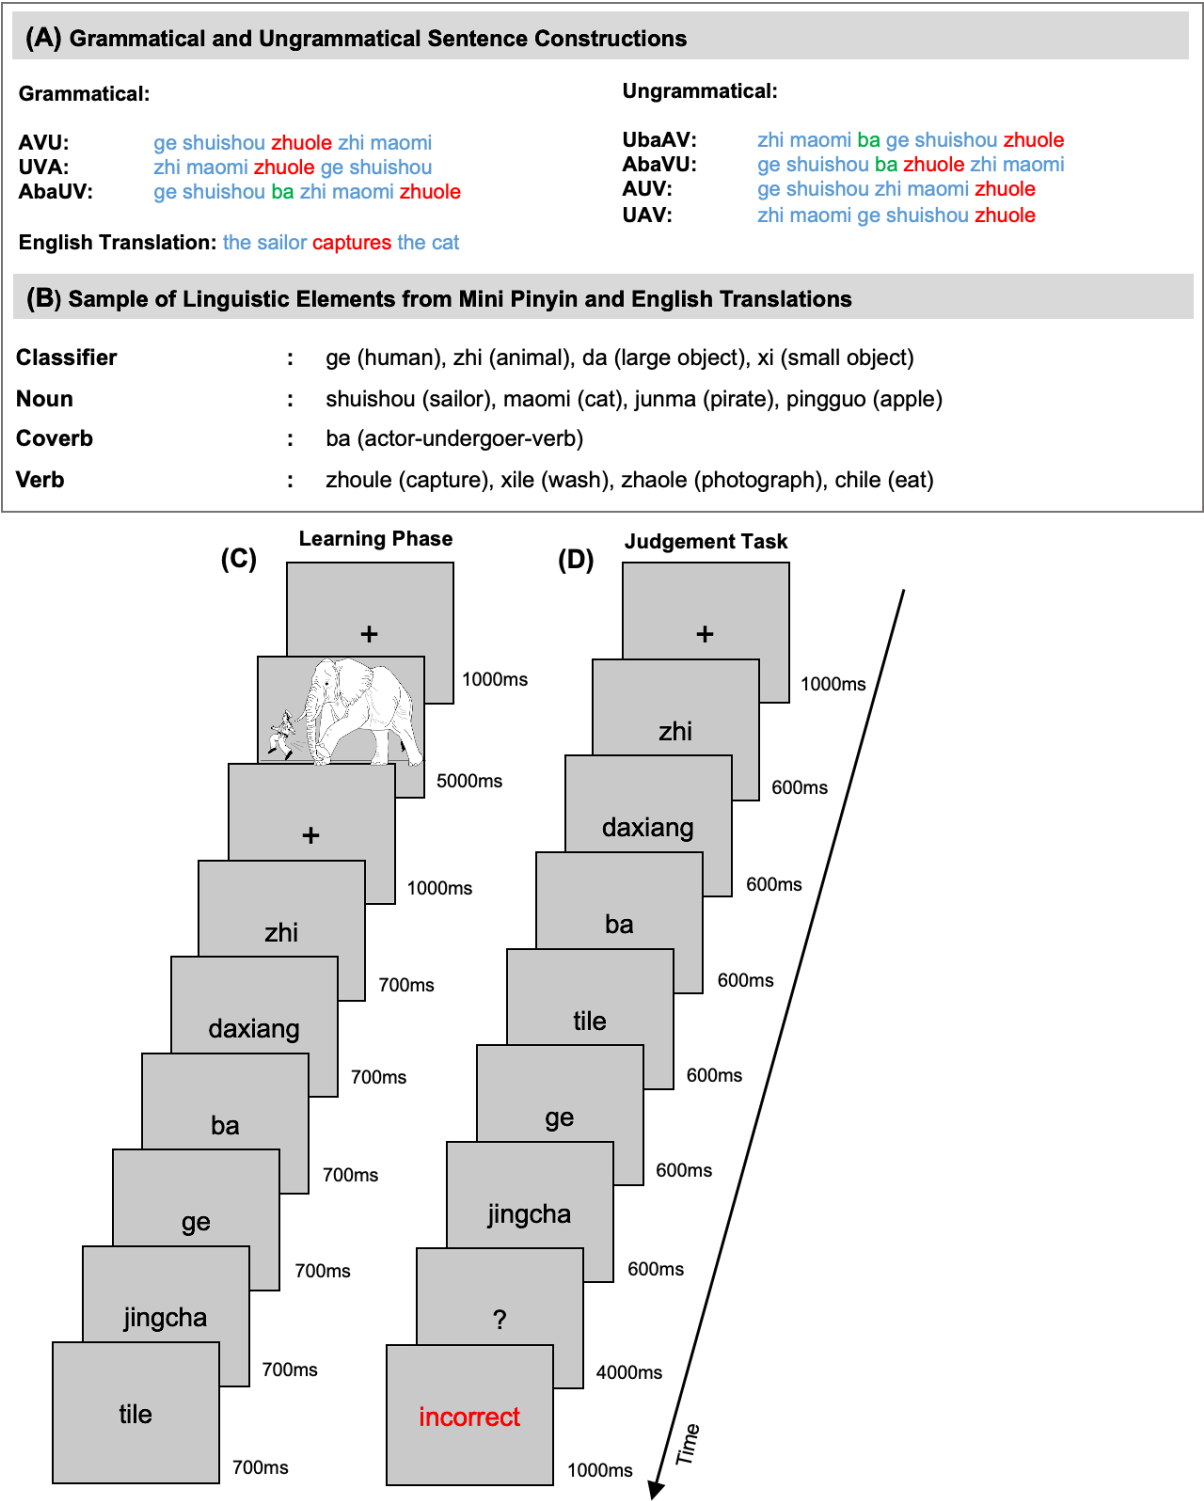 (A) Grammatical and Ungrammatical Sentence Constructions
Grammatical:
AVU: ge shuishou zhuole zhi maomi
UVA: zhi maomi zhuole ge shuishou
AbaUV: ge shuishou ba zhi maomi zhuole
English Translation: the sailor captures the cat
Ungrammatical:
UbaAV: zhi maomi ba ge shuishou zhuole
AbaVU: ge shuishou ba zhuole zhi maomi
AUV: ge shuishou zhi maomi zhuole
UAV: zhi maomi ge shuishou zhuole
(B) Sample of Linguistic Elements from Mini Pinyin and English Translations
Classifier : ge (human), zhi (animal), da (large object), xi (small object)
Noun : shuishou (sailor), maomi (cat), junma (pirate), pingguo (apple)
Coverb : ba (actor-undergoer-verb)
Verb : zhoule (capture), xile (wash), zhaole (photograph), chile (eat)
(C) Learning Phase
+
1000ms
5000ms
+
1000ms
zhi
700ms
daxiang
700ms
ba
700ms
ge
700ms
jingcha
700ms
tile
700ms
(D) Judgement Task
+
1000ms
zhi
600ms
daxiang
600ms
ba
600ms
tile
600ms
ge
600ms
jingcha
600ms
?
4000ms
incorrect
1000ms
Time